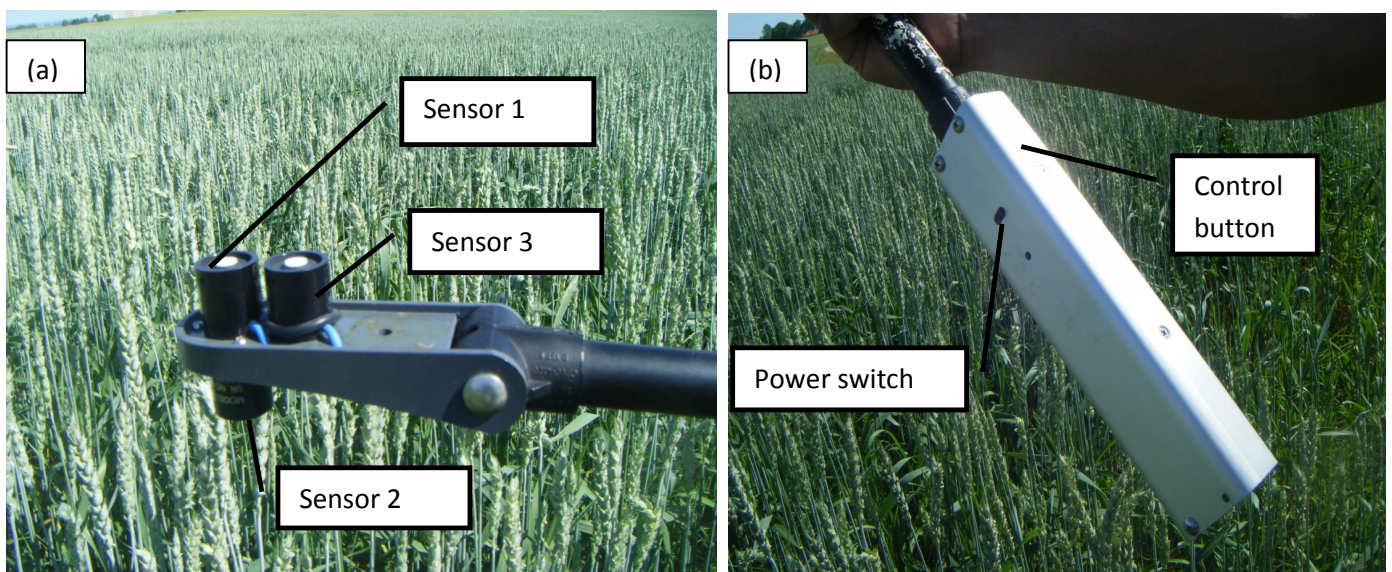 (a)
Sensor 1
Sensor 3
Sensor 2
(b)
Control
button
Power switch